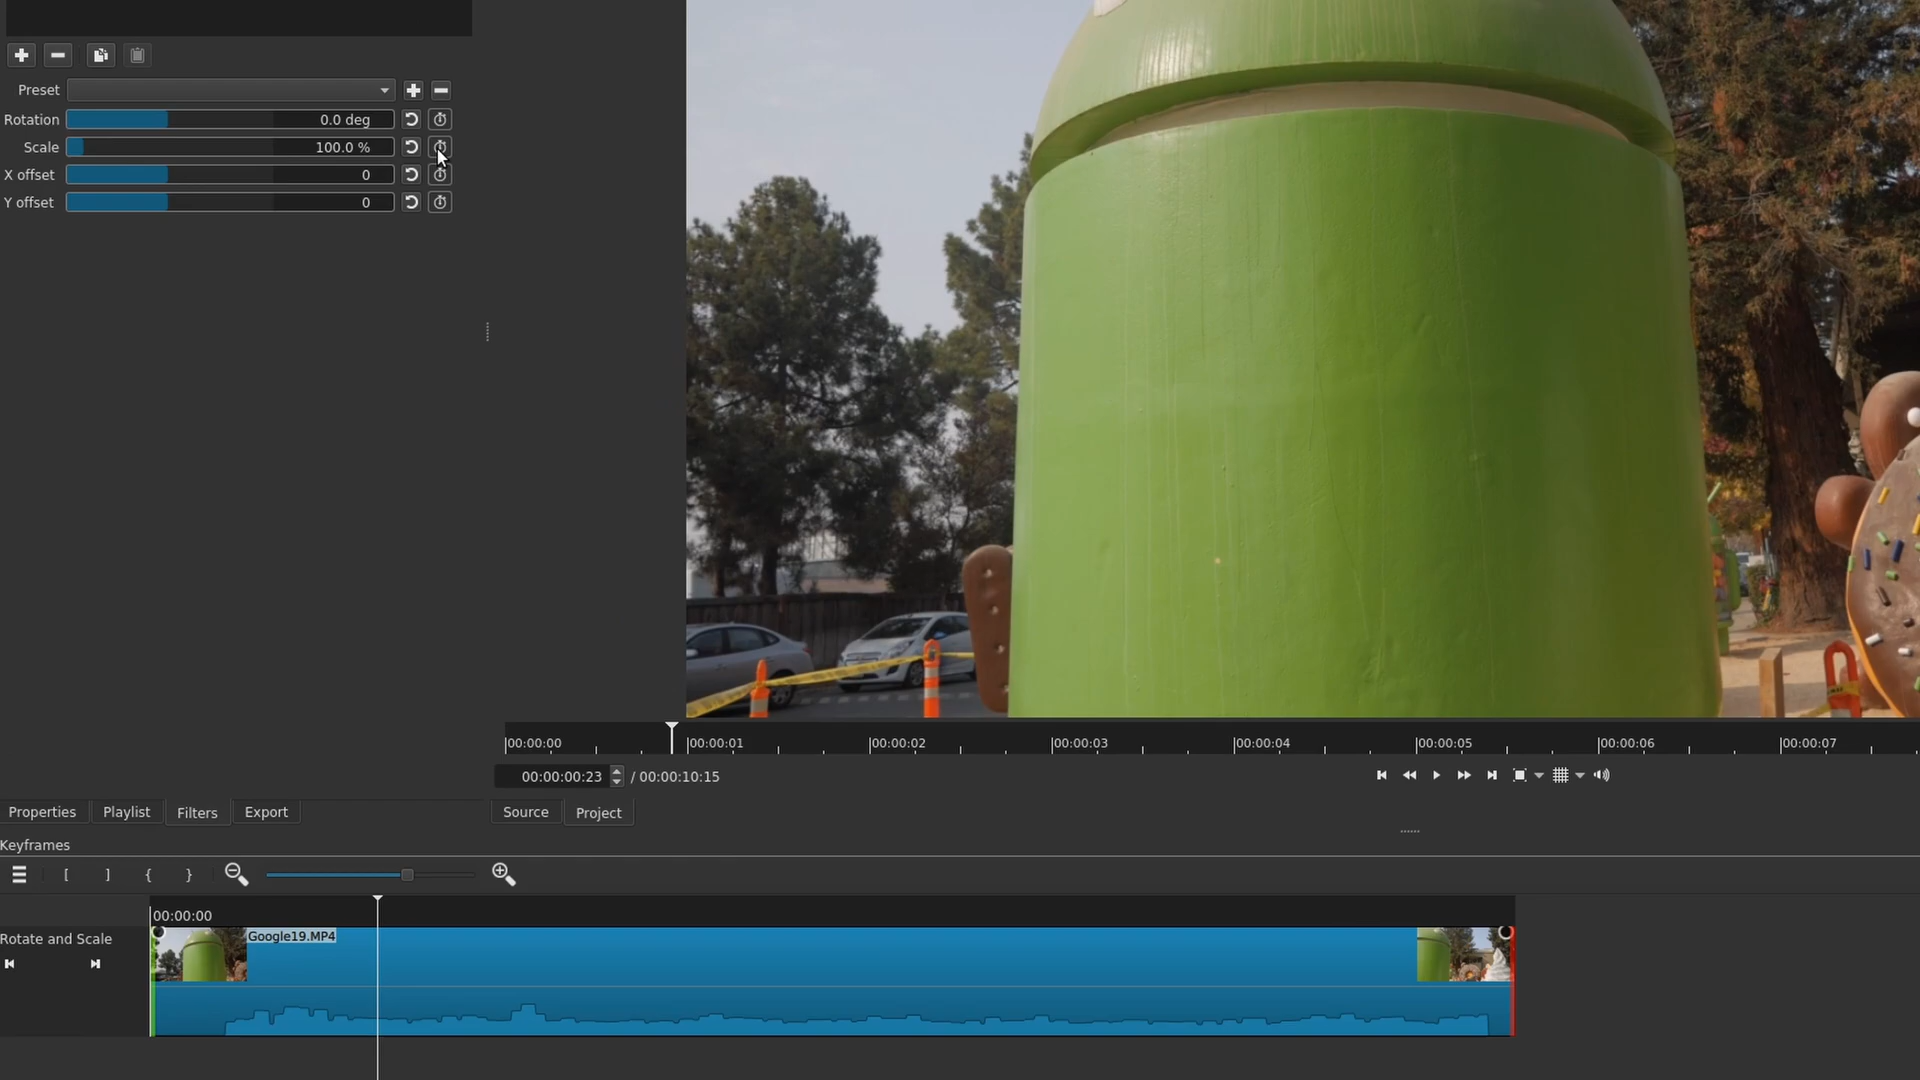 Preset
Rotation 0.0 deg
Scale 100.0 %
X offset 0
Y offset 0
00:00:00 00:00:01 00:00:02 00:00:03 00:00:04 00:00:05 00:00:06 00:00:07
00:00:00:23 / 00:00:10:15
Properties Playlist Filters Export Source Project
Keyframes
[ ] { }
00:00:00
Rotate and Scale
Google19.MP4